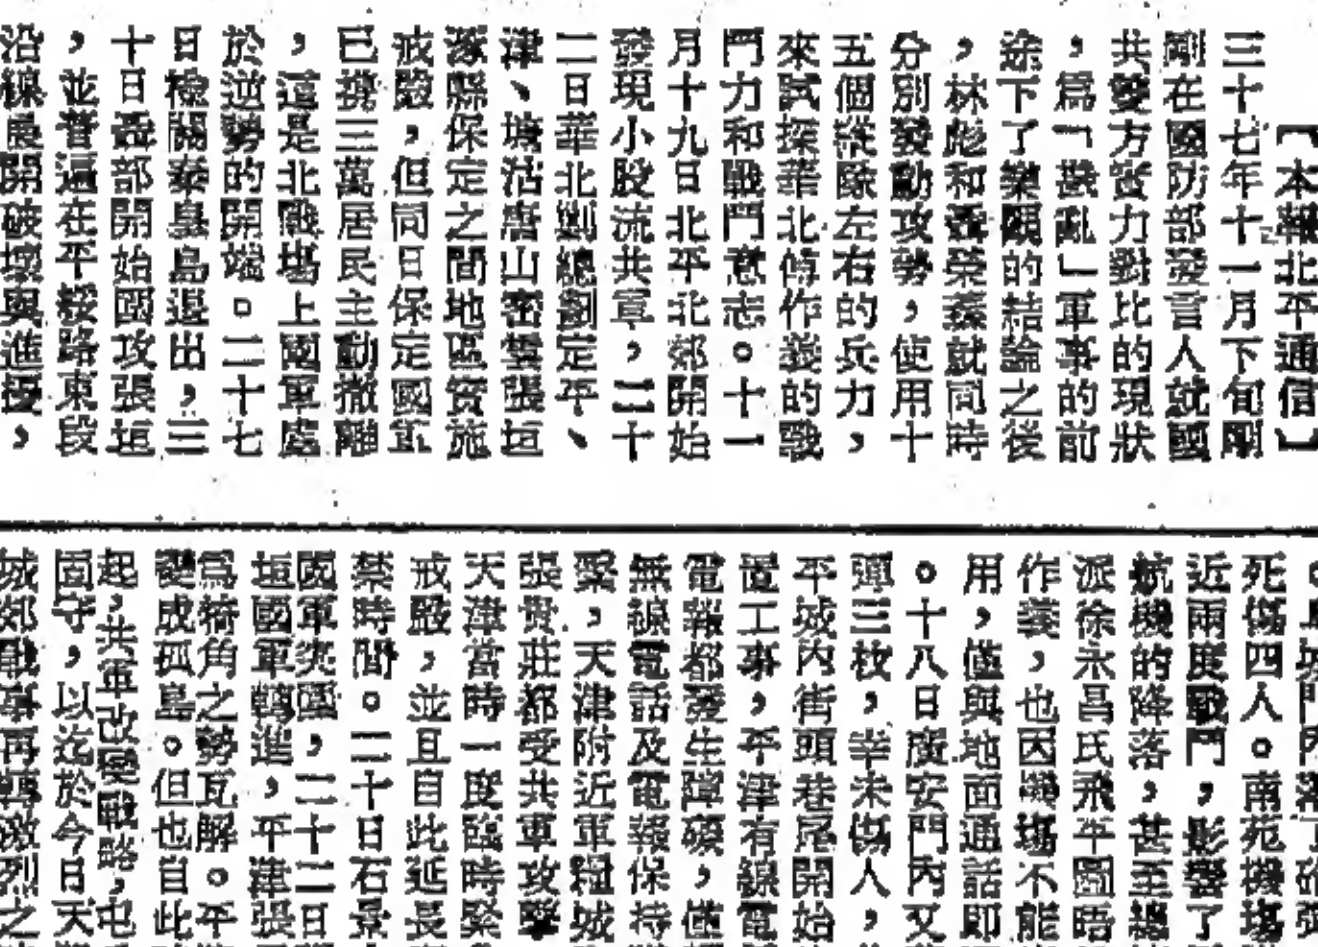 【本報北平通信】
三十七年十一月下旬剛
剛在國防部發言人就國
共雙方實力對比的現狀
，爲「戡亂」軍事的前
途下了樂觀的結論之後
，林彪和聶榮臻就同時
分別發動攻勢，使用十
五個縱隊左右的兵力，
來試探華北傅作義的戰
鬥力和戰鬥意志。十一
月十九日北平北郊開始
發現小股流共軍，二十
二日華北剿總劃定平、
津、塘沽唐山密雲張垣
涿縣保定之間地區實施
戒嚴，但同日保定國軍
已攜三萬居民主動撤離
，這是北戰場上國軍處
於逆勢的開端。二十七
日榆關秦皇島退出，三
十日聶部開始圍攻張垣
，並普遍在平綏路東段
沿線展開破壞與進擾，
死傷四人。南苑機場
近兩度戰鬥，影響了
航機的降落，甚至總
派徐永昌氏飛平圖晤
作義，也因機場不能
用，僅與地面通話即
。十八日廣安門內又
彈三枚，幸未傷人，
平城內街頭巷尾開始
置工事，平津有線電
電報都發生障礙，僅
無線電話及電報保持
緊，天津附近軍糧城
張貴莊都受共軍攻擊
天津當時一度臨時緊
戒嚴，並且自此延長
禁時間。二十日石景
國軍突圍，二十二日
垣國軍轉進，平津張
爲犄角之勢瓦解。平
變成孤島。但也自此
起，共軍改變戰略，屯
固守，以迄於今日天
城郊戰事再轉激烈之